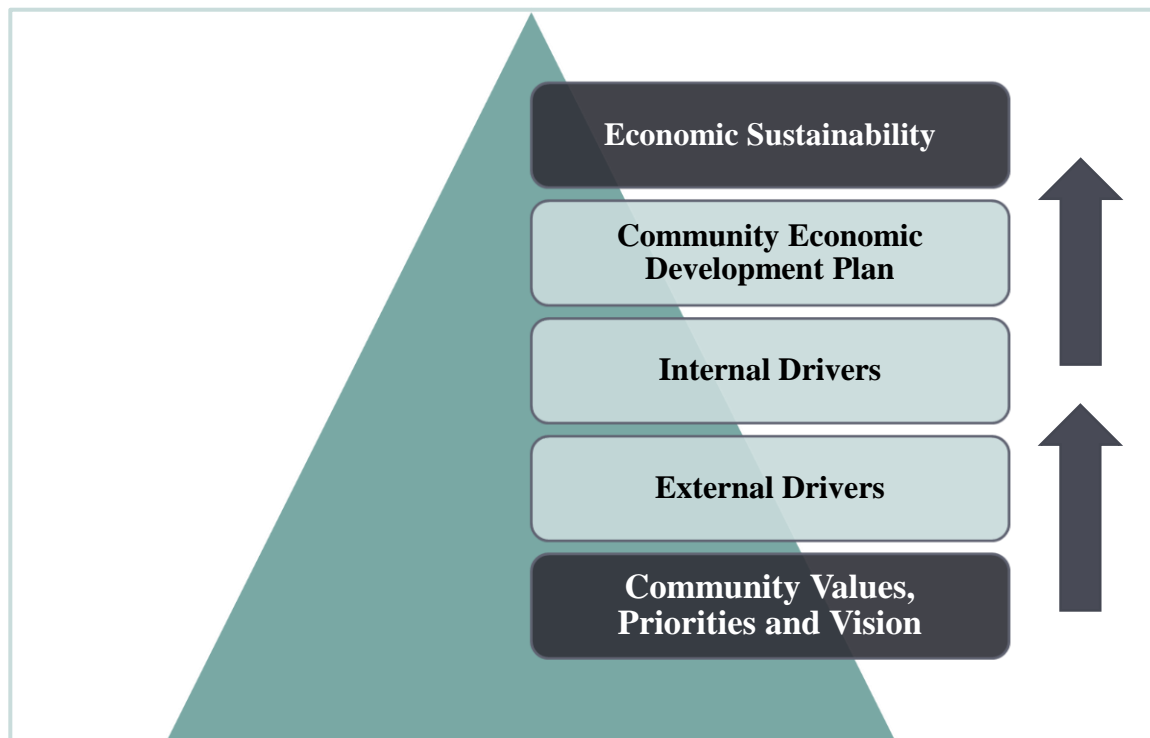 Economic Sustainability
Community Economic
Development Plan
Internal Drivers
External Drivers
Community Values,
Priorities and Vision